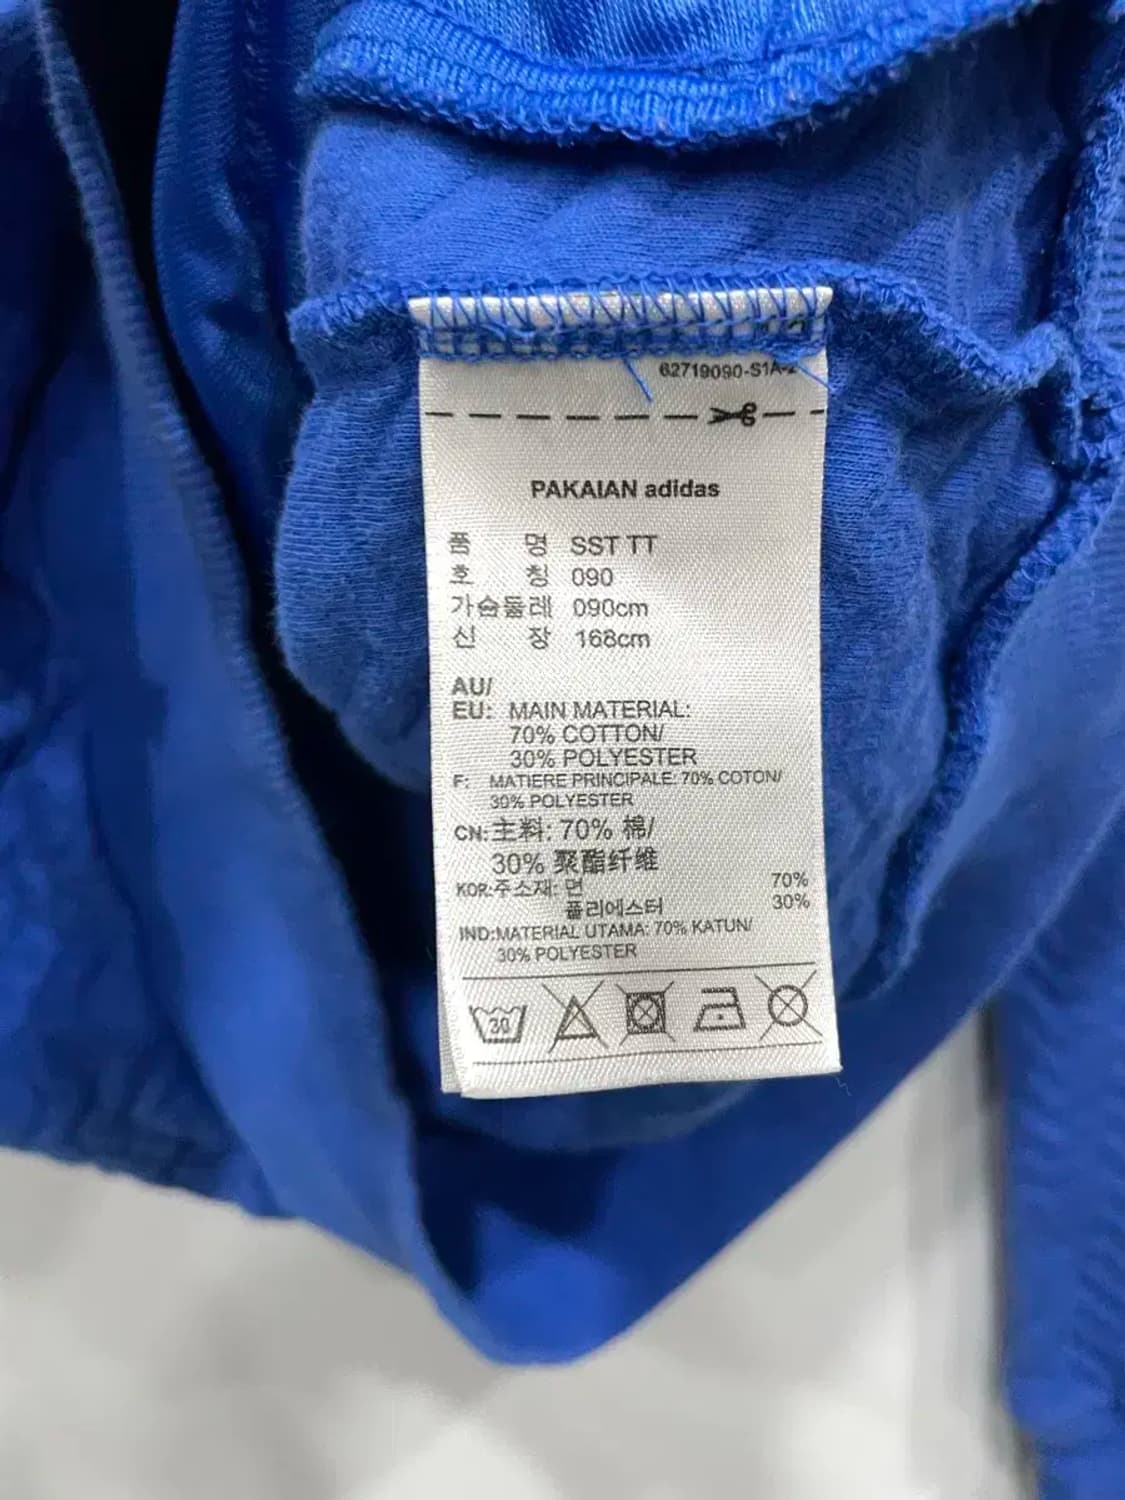 62719090-S1A-2
PAKAIAN adidas
품 명 SST TT
호 칭 090
가슴둘레 090cm
신 장 168cm
AU/
EU: MAIN MATERIAL:
70% COTTON/
30% POLYESTER
F: MATIERE PRINCIPALE: 70% COTON/
30% POLYESTER
CN: 主料: 70% 棉/
30% 聚酯纤维
KOR: 주소재: 면 70%
폴리에스터 30%
IND: MATERIAL UTAMA: 70% KATUN/
30% POLYESTER
30